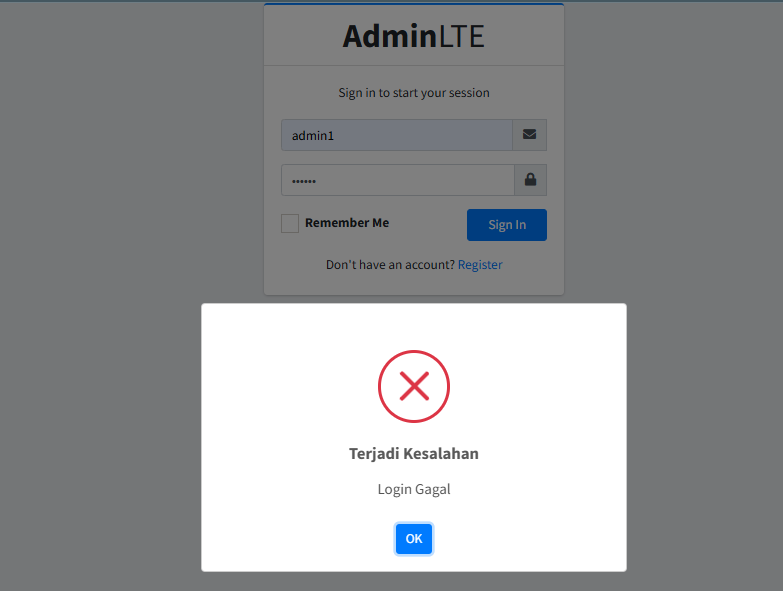 AdminLTE
Sign in to start your session
admin1
••••••
Remember Me
Sign In
Don't have an account? Register
Terjadi Kesalahan
Login Gagal
OK